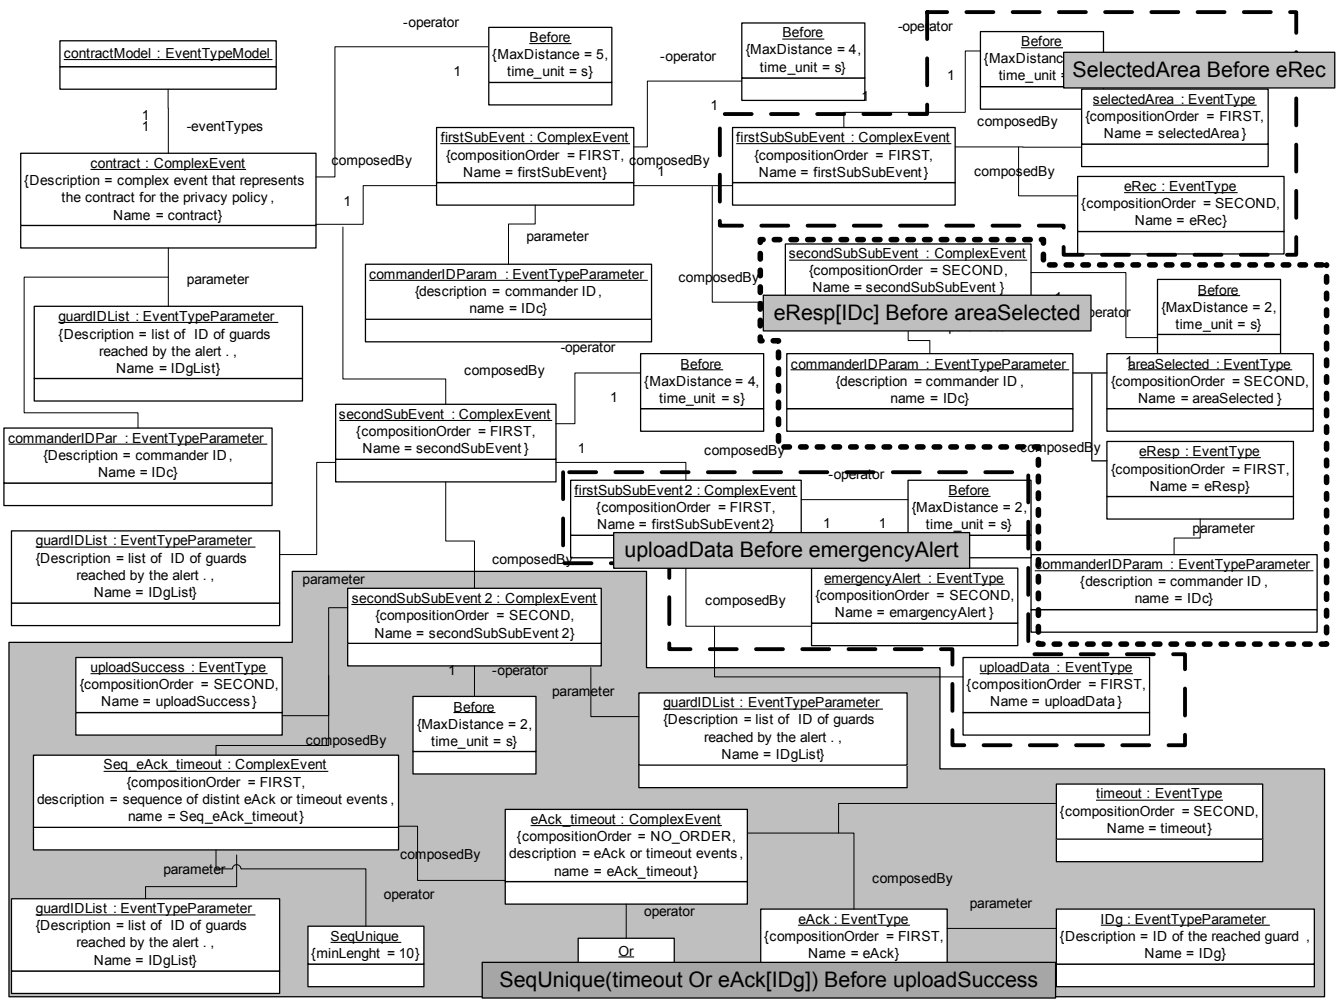 -operator
contractModel : EventTypeModel
Before
{MaxDistance = 5,
time_unit = s}
1
-operator
Before
{MaxDistance = 4,
time_unit = s}
1
-operator
Before
{MaxDistanc
time_unit =
1
1
SelectedArea Before eRec
selectedArea : EventType
{compositionOrder = FIRST,
Name = selectedArea}
composedBy
composedBy
eRec : EventType
{compositionOrder = SECOND,
Name = eRec}
1
1
-eventTypes
contract : ComplexEvent
{Description = complex event that represents
the contract for the privacy policy,
Name = contract}
composedBy
1
firstSubEvent : ComplexEvent
{compositionOrder = FIRST,
Name = firstSubEvent}
composedBy
1
firstSubSubEvent : ComplexEvent
{compositionOrder = FIRST,
Name = firstSubSubEvent}
parameter
commanderIDParam : EventTypeParameter
{description = commander ID,
name = IDc}
composedBy
secondSubSubEvent : ComplexEvent
{compositionOrder = SECOND,
Name = secondSubSubEvent }
eResp[IDc] Before areaSelected
1
perator
Before
{MaxDistance = 2,
time_unit = s}
1
parameter
guardIDList : EventTypeParameter
{Description = list of ID of guards
reached by the alert . ,
Name = IDgList}
commanderIDPar : EventTypeParameter
{Description = commander ID,
Name = IDc}
-operator
composedBy
Before
{MaxDistance = 4,
time_unit = s}
1
commanderIDParam : EventTypeParameter
{description = commander ID,
name = IDc}
areaSelected : EventType
{compositionOrder = SECOND,
Name = areaSelected }
secondSubEvent : ComplexEvent
{compositionOrder = FIRST,
Name = secondSubEvent }
1
composedBy
composedBy
eResp : EventType
{compositionOrder = FIRST,
Name = eResp}
parameter
commanderIDParam : EventTypeParameter
{description = commander ID,
name = IDc}
firstSubSubEvent2 : ComplexEvent
{compositionOrder = FIRST,
Name = firstSubSubEvent2}
-operator
1
1
Before
{MaxDistance = 2,
time_unit = s}
uploadData Before emergencyAlert
guardIDList : EventTypeParameter
{Description = list of ID of guards
reached by the alert . ,
Name = IDgList}
composedBy
parameter
composedBy
emergencyAlert : EventType
{compositionOrder = SECOND,
Name = emargencyAlert }
secondSubSubEvent2 : ComplexEvent
{compositionOrder = SECOND,
Name = secondSubSubEvent2}
1
-operator
parameter
uploadData : EventType
{compositionOrder = FIRST,
Name = uploadData}
uploadSuccess : EventType
{compositionOrder = SECOND,
Name = uploadSuccess}
Before
{MaxDistance = 2,
time_unit = s}
guardIDList : EventTypeParameter
{Description = list of ID of guards
reached by the alert . ,
Name = IDgList}
composedBy
Seq_eAck_timeout : ComplexEvent
{compositionOrder = FIRST,
description = sequence of distint eAck or timeout events,
name = Seq_eAck_timeout}
eAck_timeout : ComplexEvent
{compositionOrder = NO_ORDER,
description = eAck or timeout events,
name = eAck_timeout}
timeout : EventType
{compositionOrder = SECOND,
Name = timeout}
parameter
composedBy
operator
operator
composedBy
parameter
guardIDList : EventTypeParameter
{Description = list of ID of guards
reached by the alert . ,
Name = IDgList}
SeqUnique
{minLenght = 10}
Or
eAck : EventType
{compositionOrder = FIRST,
Name = eAck}
IDg : EventTypeParameter
{Description = ID of the reached guard ,
Name = IDg}
SeqUnique(timeout Or eAck[IDg]) Before uploadSuccess